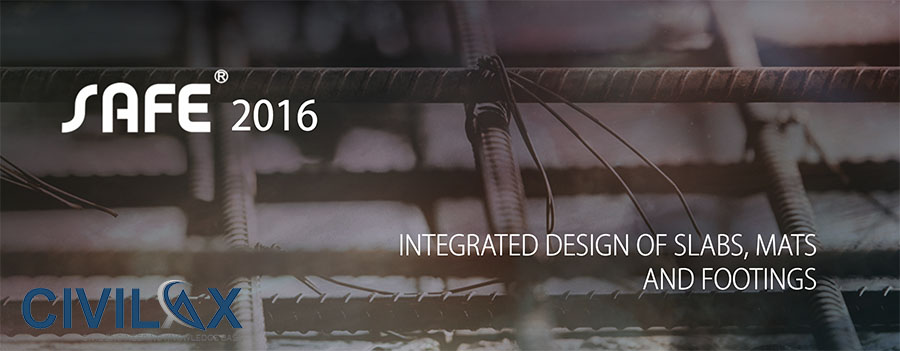 SAFE® 2016
INTEGRATED DESIGN OF SLABS, MATS
AND FOOTINGS
CIVILAX